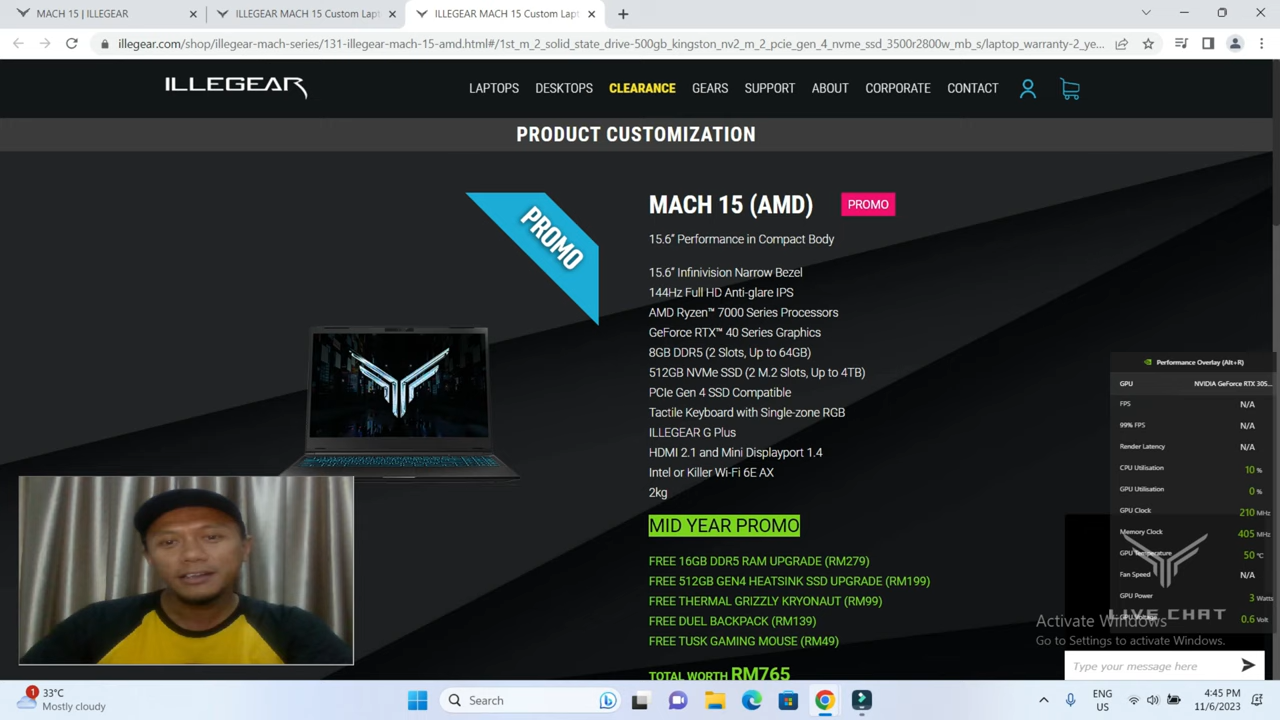 MACH 15 | ILLEGEAR
ILLEGEAR MACH 15 Custom Lapt
ILLEGEAR MACH 15 Custom Lapt
illegear.com/shop/illegear-mach-series/131-illegear-mach-15-amd.html#/1st_m_2_solid_state_drive-500gb_kingston_nv2_m_2_pcie_gen_4_nvme_ssd_3500r2800w_mb_s/laptop_warranty-2_ye...
ILLEGEAR
LAPTOPS DESKTOPS CLEARANCE GEARS SUPPORT ABOUT CORPORATE CONTACT
PRODUCT CUSTOMIZATION
PROMO
MACH 15 (AMD) PROMO
15.6″ Performance in Compact Body
15.6″ Infinivision Narrow Bezel
144Hz Full HD Anti-glare IPS
AMD Ryzen™ 7000 Series Processors
GeForce RTX™ 40 Series Graphics
8GB DDR5 (2 Slots, Up to 64GB)
512GB NVMe SSD (2 M.2 Slots, Up to 4TB)
PCIe Gen 4 SSD Compatible
Tactile Keyboard with Single-zone RGB
ILLEGEAR G Plus
HDMI 2.1 and Mini Displayport 1.4
Intel or Killer Wi-Fi 6E AX
2kg
MID YEAR PROMO
FREE 16GB DDR5 RAM UPGRADE (RM279)
FREE 512GB GEN4 HEATSINK SSD UPGRADE (RM199)
FREE THERMAL GRIZZLY KRYONAUT (RM99)
FREE DUEL BACKPACK (RM139)
FREE TUSK GAMING MOUSE (RM49)
TOTAL WORTH RM765
Performance Overlay (Alt+R)
GPU NVIDIA GeForce RTX 305...
FPS N/A
99% FPS N/A
Render Latency N/A
CPU Utilisation 10 %
GPU Utilisation 0 %
GPU Clock 210 MHz
Memory Clock 405 MHz
GPU Temperature 50 °C
Fan Speed N/A
GPU Power 3 Watts
GPU Voltage 0.6 Volt
LIVE CHAT
Activate Windows
Go to Settings to activate Windows.
Type your message here
1
33°C
Mostly cloudy
Search
ENG
US
4:45 PM
11/6/2023